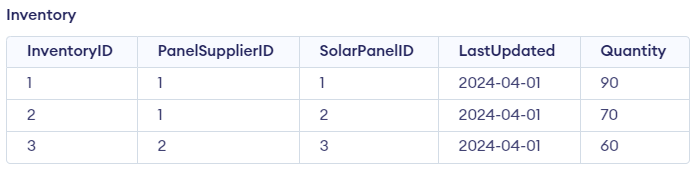 Inventory
InventoryID PanelSupplierID SolarPanelID LastUpdated Quantity
1 1 1 2024-04-01 90
2 1 2 2024-04-01 70
3 2 3 2024-04-01 60